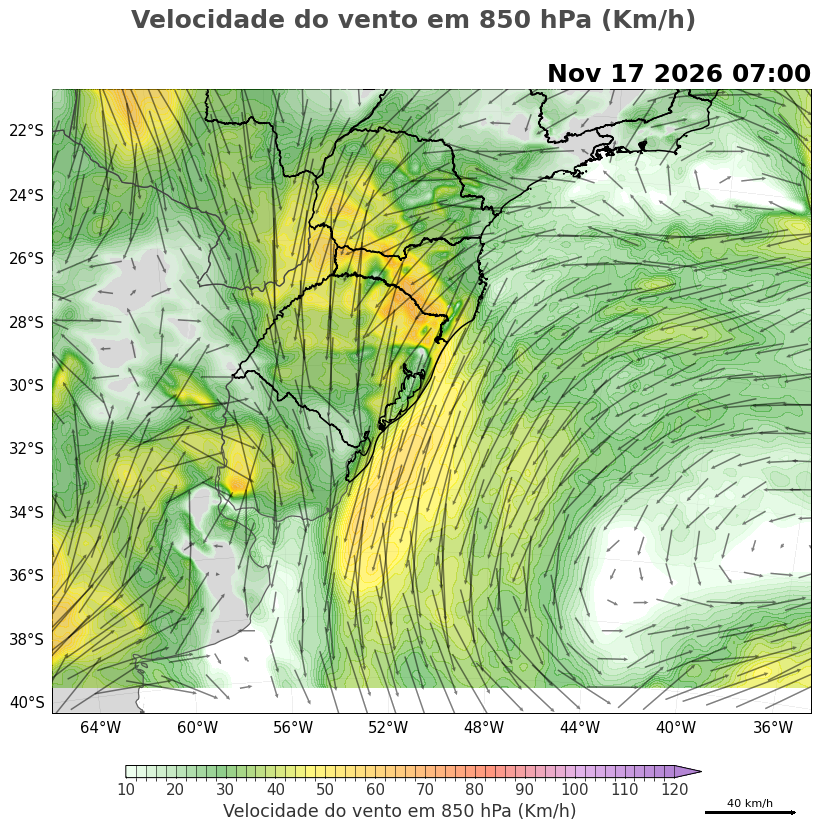 Velocidade do vento em 850 hPa (Km/h)
Nov 17 2026 07:00
22°S
24°S
26°S
28°S
30°S
32°S
34°S
36°S
38°S
40°S
64°W 60°W 56°W 52°W 48°W 44°W 40°W 36°W
10 20 30 40 50 60 70 80 90 100 110 120
Velocidade do vento em 850 hPa (Km/h)
40 km/h